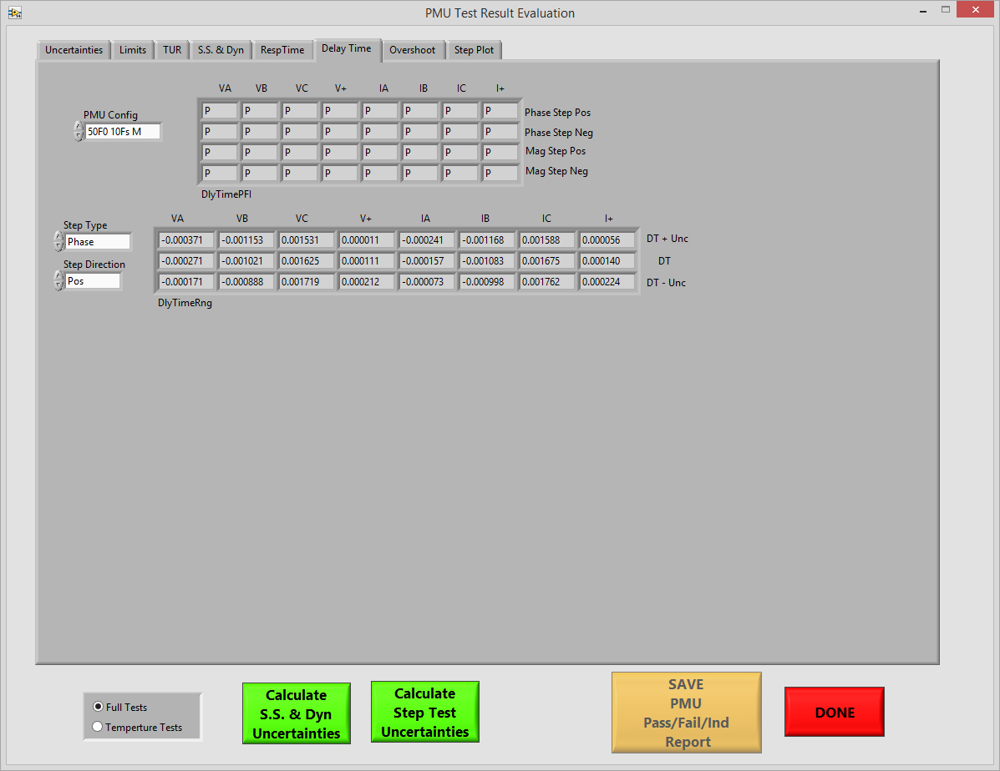 PMU Test Result Evaluation
Uncertainties Limits TUR S.S. & Dyn RespTime Delay Time Overshoot Step Plot
VA VB VC V+ IA IB IC I+
PMU Config
50F0 10Fs M
P P P P P P P P Phase Step Pos
P P P P P P P P Phase Step Neg
P P P P P P P P Mag Step Pos
P P P P P P P P Mag Step Neg
DlyTimePFI
VA VB VC V+ IA IB IC I+
Step Type
Phase
Step Direction
Pos
-0.000371 -0.001153 0.001531 0.000011 -0.000241 -0.001168 0.001588 0.000056 DT + Unc
-0.000271 -0.001021 0.001625 0.000111 -0.000157 -0.001083 0.001675 0.000140 DT
-0.000171 -0.000888 0.001719 0.000212 -0.000073 -0.000998 0.001762 0.000224 DT - Unc
DlyTimeRng
Full Tests
Temperture Tests
Calculate
S.S. & Dyn
Uncertainties
Calculate
Step Test
Uncertainties
SAVE
PMU
Pass/Fail/Ind
Report
DONE